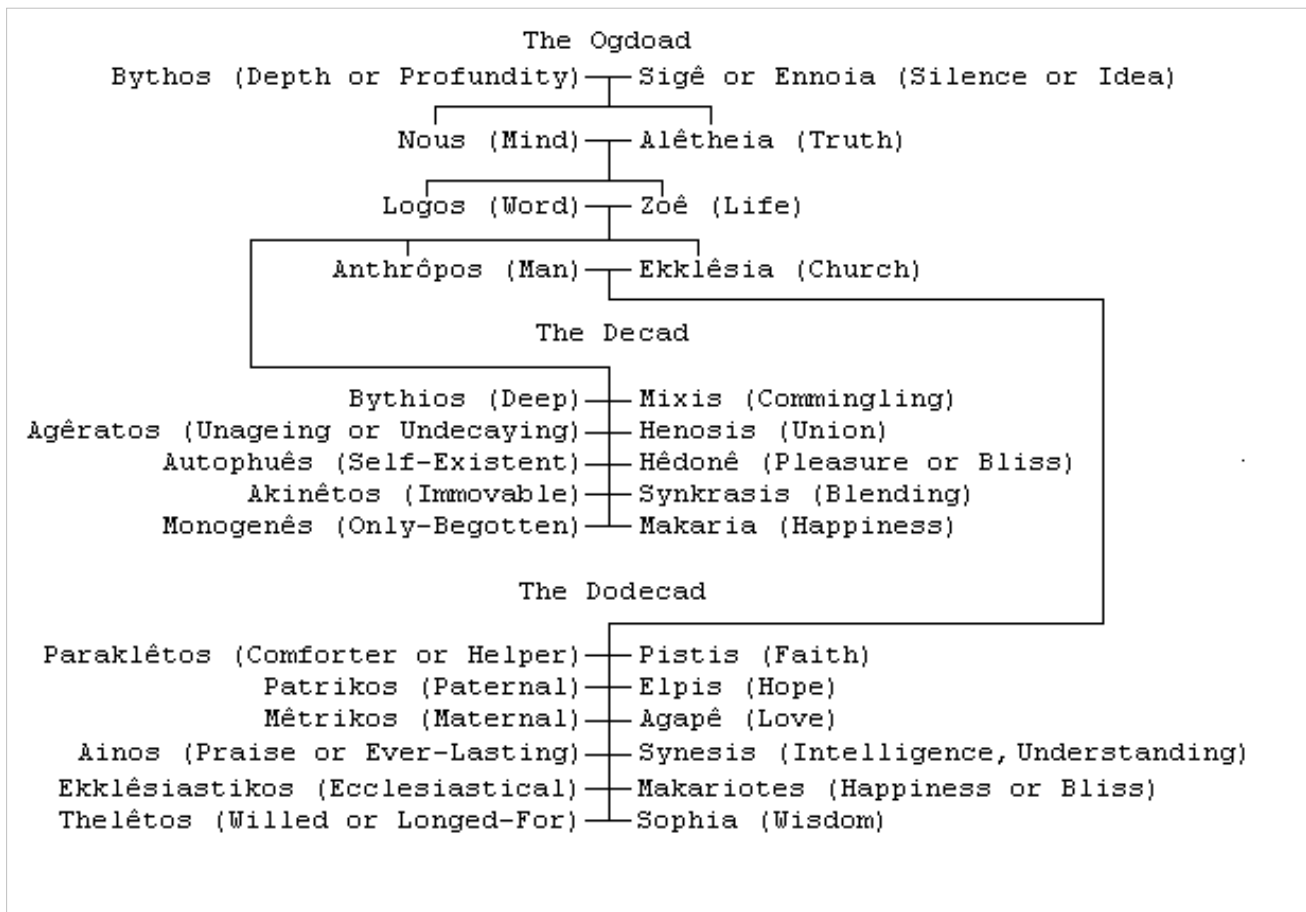 The Ogdoad
Bythos (Depth or Profundity) Sigê or Ennoia (Silence or Idea)
Nous (Mind) Alêtheia (Truth)
Logos (Word) Zoê (Life)
Anthrôpos (Man) Ekklêsia (Church)
The Decad
Bythios (Deep) Mixis (Commingling)
Agêratos (Unageing or Undecaying) Henosis (Union)
Autophuês (Self-Existent) Hêdonê (Pleasure or Bliss)
Akinêtos (Immovable) Synkrasis (Blending)
Monogenês (Only-Begotten) Makaria (Happiness)
The Dodecad
Paraklêtos (Comforter or Helper) Pistis (Faith)
Patrikos (Paternal) Elpis (Hope)
Mêtrikos (Maternal) Agapê (Love)
Ainos (Praise or Ever-Lasting) Synesis (Intelligence, Understanding)
Ekklêsiastikos (Ecclesiastical) Makariotes (Happiness or Bliss)
Thelêtos (Willed or Longed-For) Sophia (Wisdom)